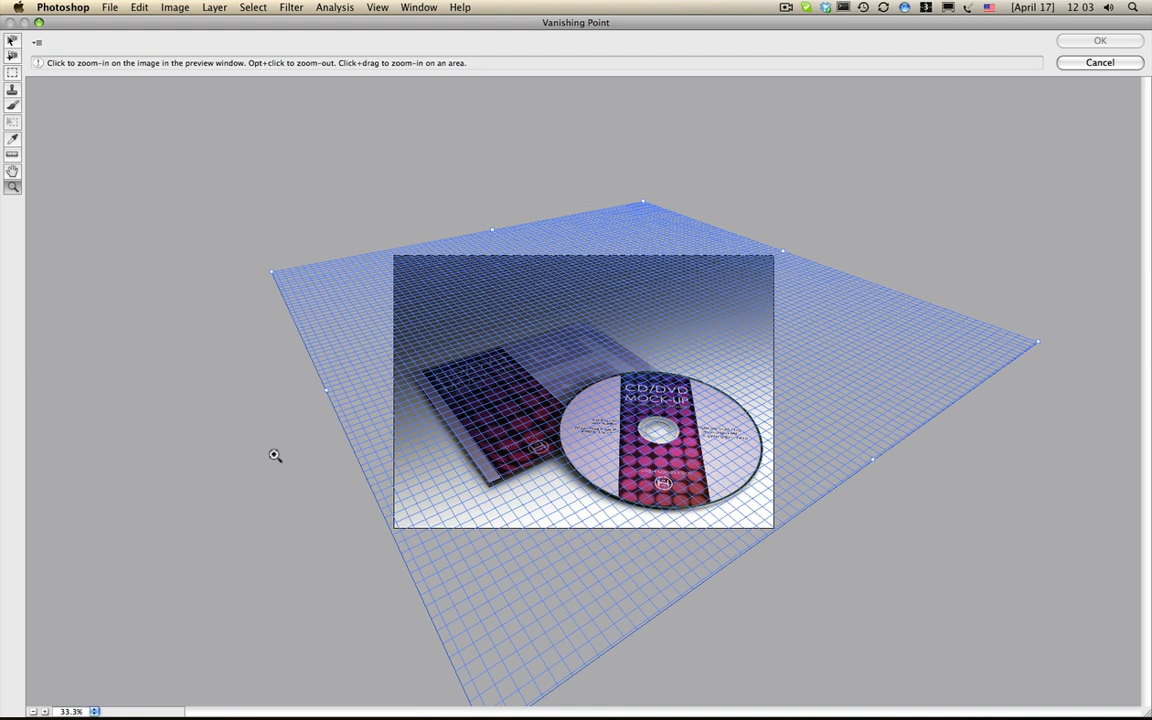 Photoshop File Edit Image Layer Select Filter Analysis View Window Help [April 17] 12 03
Vanishing Point
OK
Click to zoom-in on the image in the preview window. Opt+click to zoom-out. Click+drag to zoom-in on an area.
Cancel
CD/DVD
MOCK-UP
33.3%